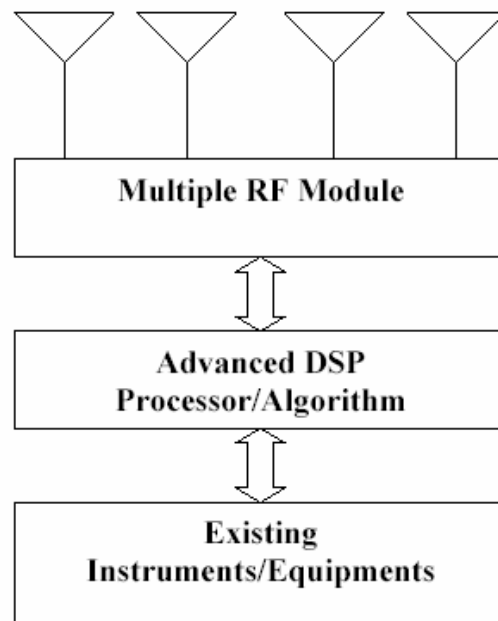 Multiple RF Module
Advanced DSP
Processor/Algorithm
Existing
Instruments/Equipments